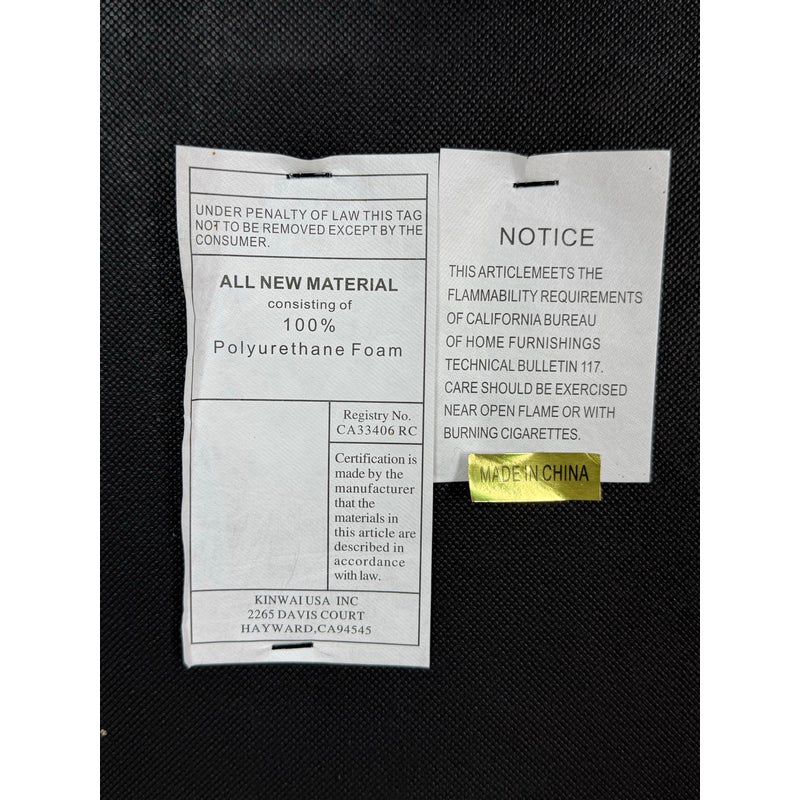 UNDER PENALTY OF LAW THIS TAG
NOT TO BE REMOVED EXCEPT BY THE
CONSUMER.
ALL NEW MATERIAL
consisting of
100%
Polyurethane Foam
Registry No.
CA33406 RC
Certification is
made by the
manufacturer
that the
materials in
this article are
described in
accordance
with law.
KINWAI USA INC
2265 DAVIS COURT
HAYWARD,CA94545
NOTICE
THIS ARTICLEMEETS THE
FLAMMABILITY REQUIREMENTS
OF CALIFORNIA BUREAU
OF HOME FURNISHINGS
TECHNICAL BULLETIN 117.
CARE SHOULD BE EXERCISED
NEAR OPEN FLAME OR WITH
BURNING CIGARETTES.
MADE IN CHINA